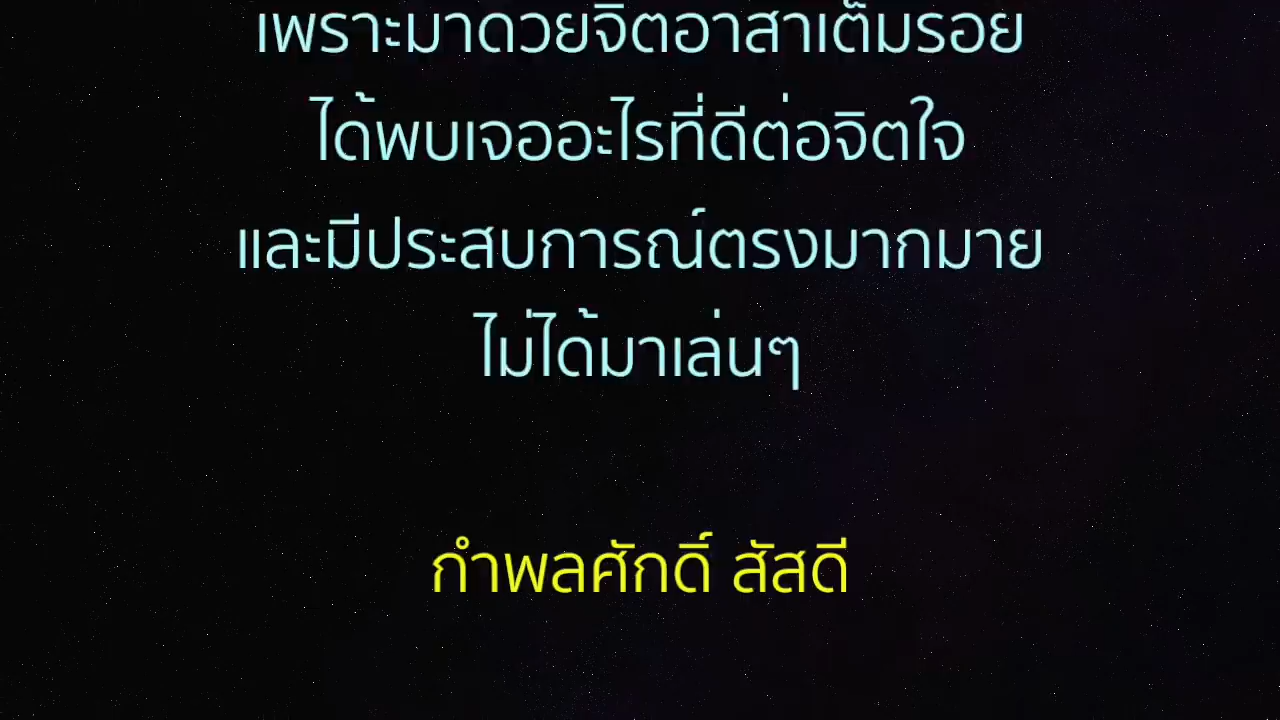 เพราะมาด้วยจิตอาสาเต็มร้อย
ได้พบเจออะไรที่ดีต่อจิตใจ
และมีประสบการณ์ตรงมากมาย
ไม่ได้มาเล่นๆ
กำพลศักดิ์ สัสดี